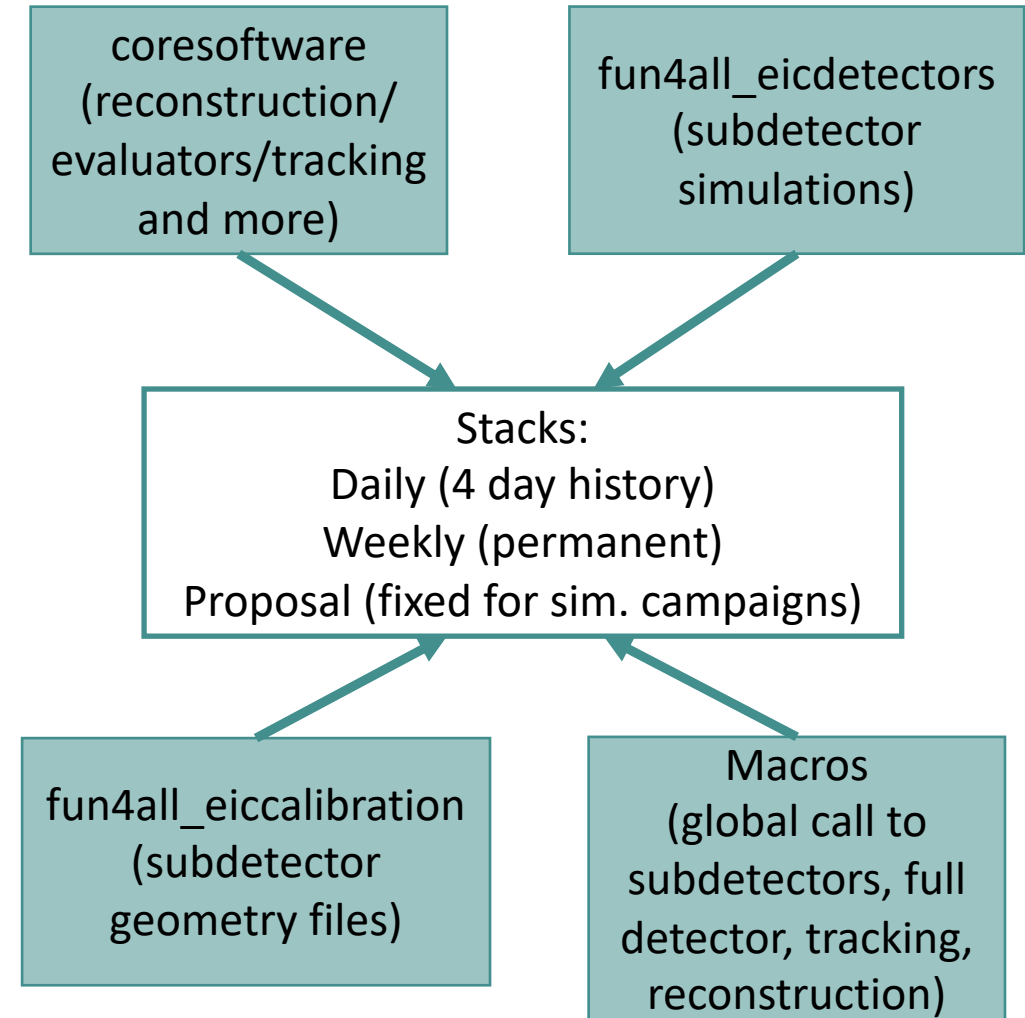 coresoftware
(reconstruction/
evaluators/tracking
and more)
fun4all_eicdetectors
(subdetector
simulations)
Stacks:
Daily (4 day history)
Weekly (permanent)
Proposal (fixed for sim. campaigns)
fun4all_eiccalibration
(subdetector
geometry files)
Macros
(global call to
subdetectors, full
detector, tracking,
reconstruction)